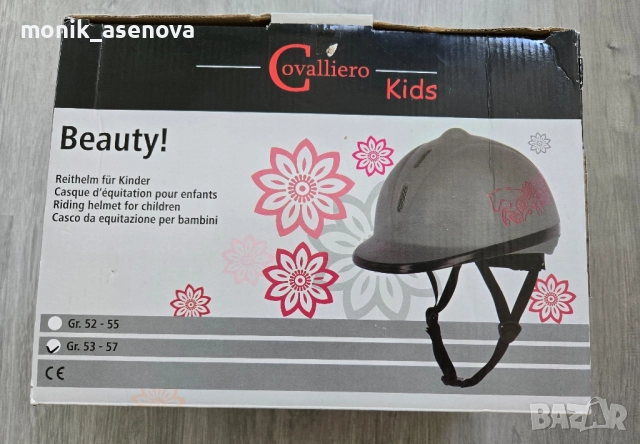 monik_asenova
Covalliero
Kids
Beauty!
Reithelm für Kinder
Casque d'équitation pour enfants
Riding helmet for children
Casco da equitazione per bambini
Gr. 52 - 55
Gr. 53 - 57
CE
BAZAR